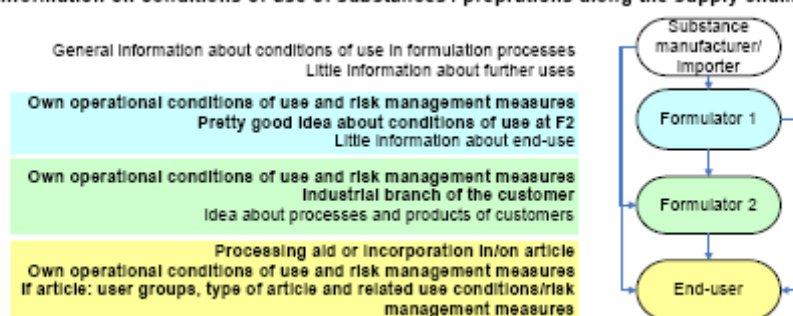 Information on conditions of use of substances / preprations along the supply chain
General information about conditions of use in formulation processes
Little information about further uses
Substance
manufacturer/
Importer
Own operational conditions of use and risk management measures
Pretty good idea about conditions of use at F2
Little information about end-use
Formulator 1
Own operational conditions of use and risk management measures
Industrial branch of the customer
Idea about processes and products of customers
Formulator 2
Processing aid or incorporation in/on article
Own operational conditions of use and risk management measures
If article: user groups, type of article and related use conditions/risk
management measures
End-user